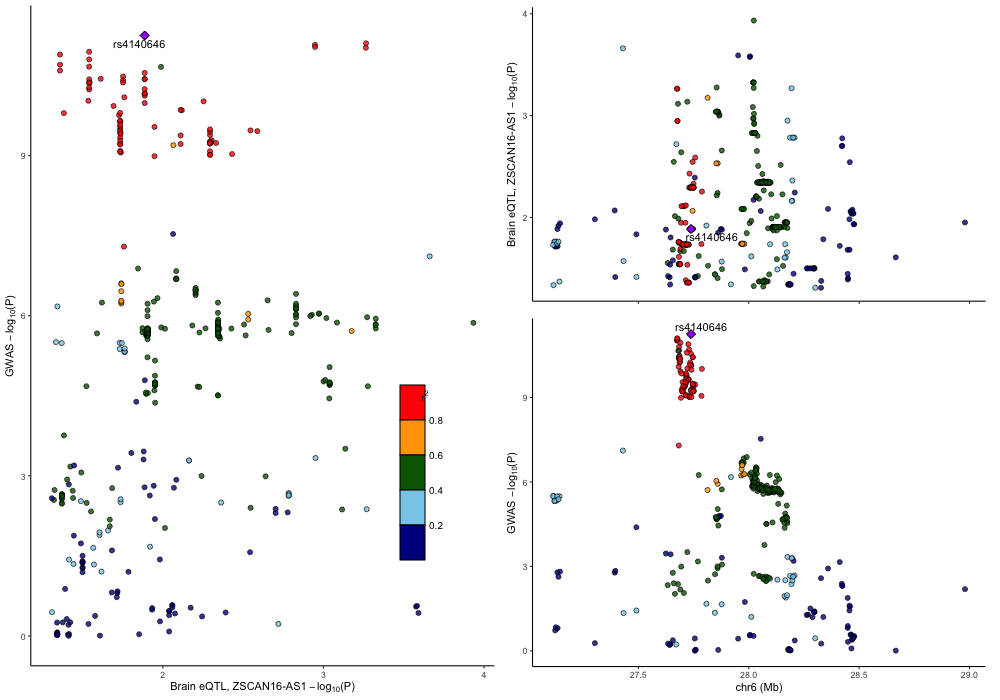 rs4140646
9
6
3
0
2
3
GWAS − log10(P)
Brain eQTL, ZSCAN16-AS1 − log10(P)
r2
0.8
0.6
0.4
0.2
4
3
2
Brain eQTL, ZSCAN16-AS1 − log10(P)
rs4140646
rs4140646
9
6
3
0
GWAS − log10(P)
27.5
28.0
28.5
29.0
chr6 (Mb)